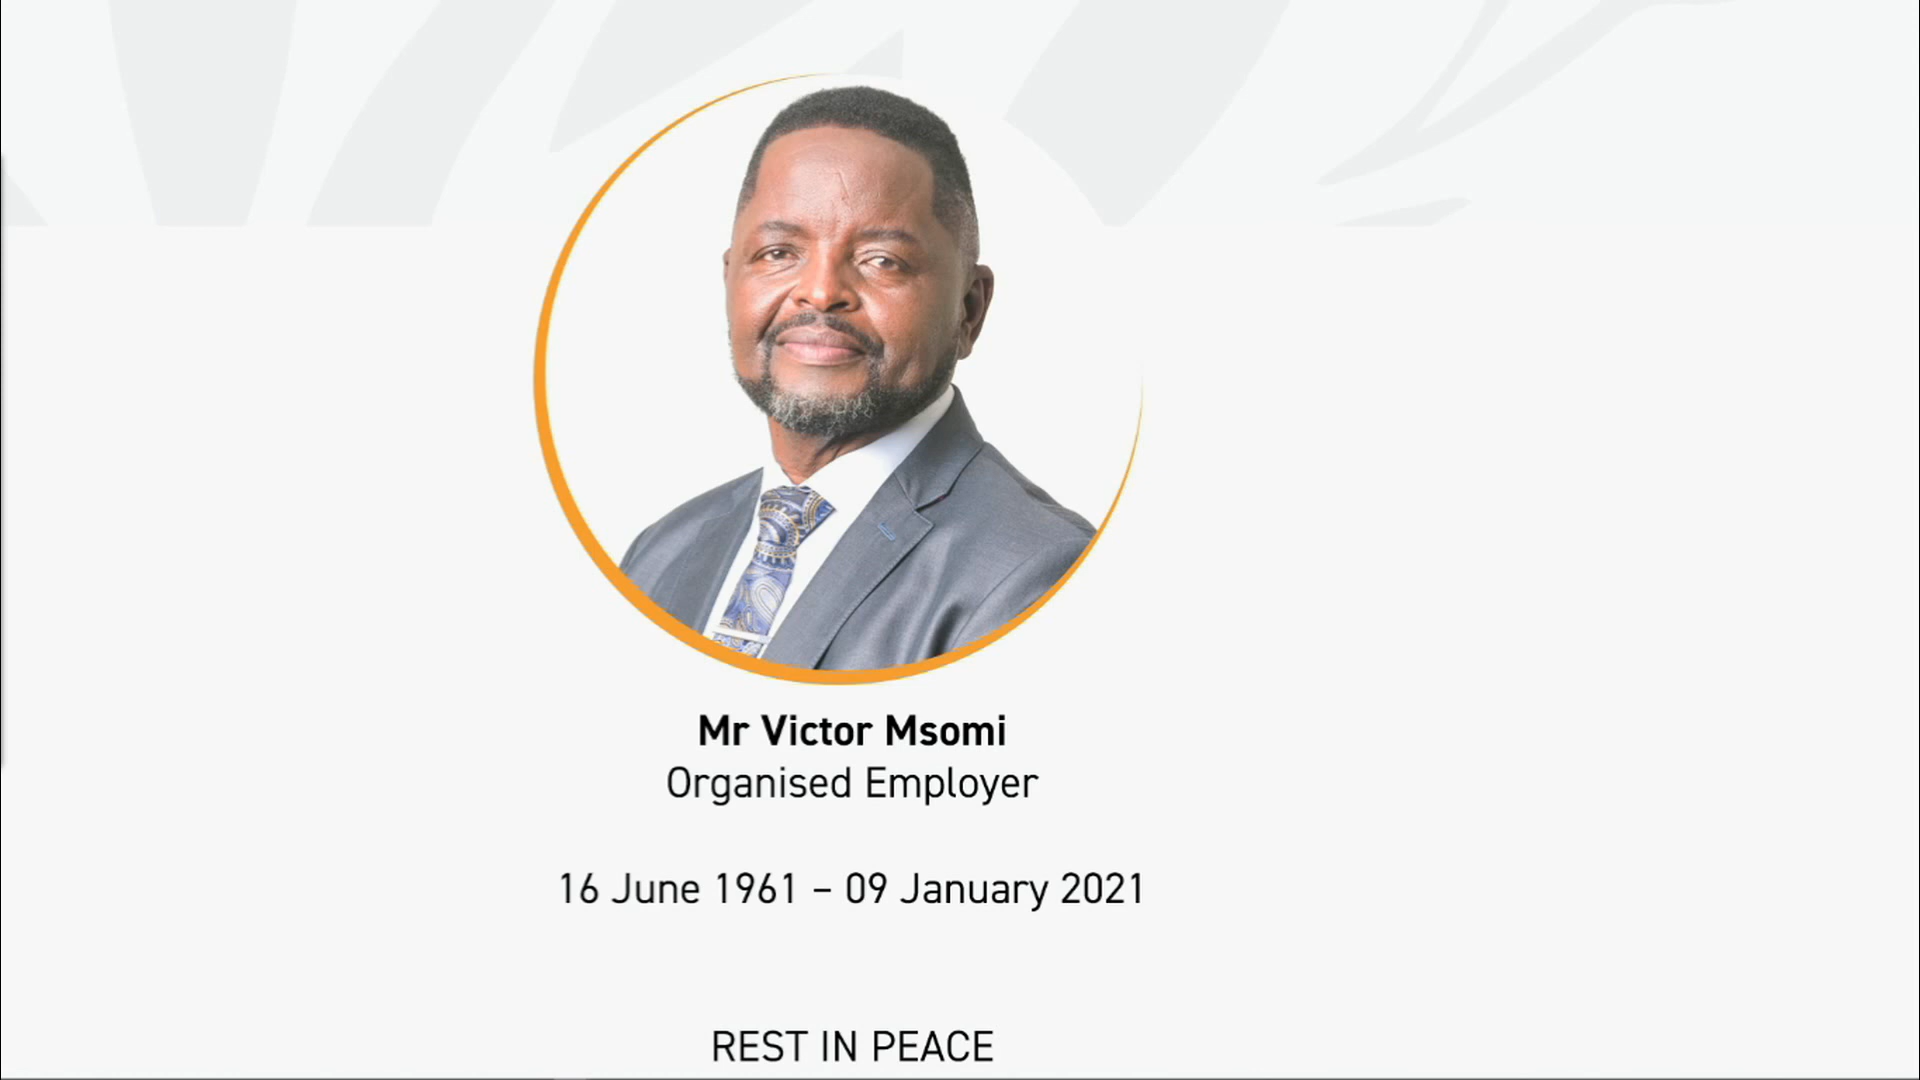 Mr Victor Msomi
Organised Employer
16 June 1961 – 09 January 2021
REST IN PEACE